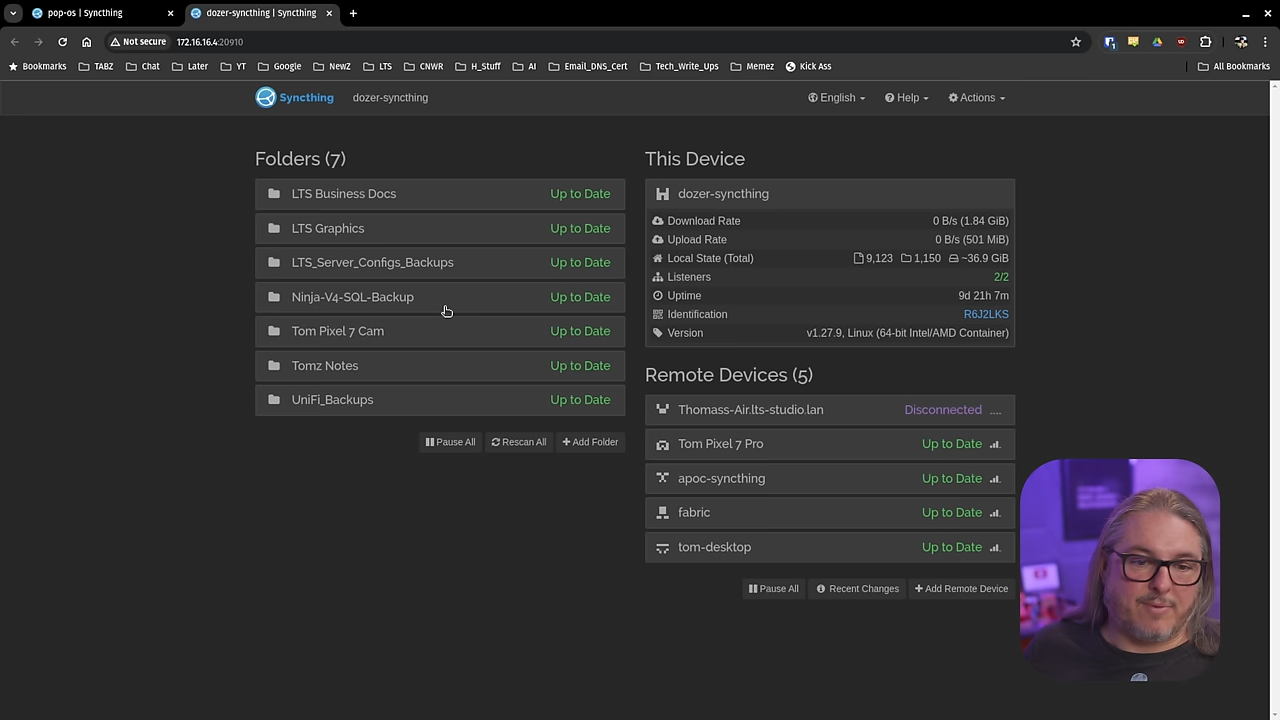 pop-os | Syncthing
dozer-syncthing | Syncthing
Not secure
172.16.16.4:20910
Bookmarks
TABZ
Chat
Later
YT
Google
NewZ
LTS
CNWR
H_Stuff
AI
Email_DNS_Cert
Tech_Write_Ups
Memez
Kick Ass
All Bookmarks
Syncthing
dozer-syncthing
English
Help
Actions
Folders (7)
LTS Business Docs Up to Date
LTS Graphics Up to Date
LTS_Server_Configs_Backups Up to Date
Ninja-V4-SQL-Backup Up to Date
Tom Pixel 7 Cam Up to Date
Tomz Notes Up to Date
UniFi_Backups Up to Date
Pause All
Rescan All
Add Folder
This Device
dozer-syncthing
Download Rate 0 B/s (1.84 GiB)
Upload Rate 0 B/s (501 MiB)
Local State (Total) 9,123 1,150 ~36.9 GiB
Listeners 2/2
Uptime 9d 21h 7m
Identification R6J2LKS
Version v1.27.9, Linux (64-bit Intel/AMD Container)
Remote Devices (5)
Thomass-Air.lts-studio.lan Disconnected
Tom Pixel 7 Pro Up to Date
apoc-syncthing Up to Date
fabric Up to Date
tom-desktop Up to Date
Pause All
Recent Changes
Add Remote Device